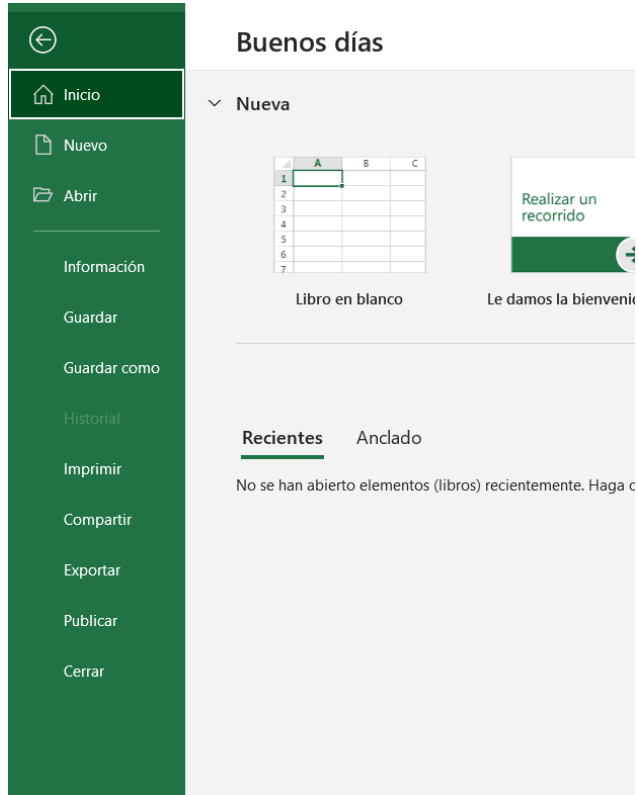 Buenos días
Inicio
Nuevo
Abrir
Información
Guardar
Guardar como
Historial
Imprimir
Compartir
Exportar
Publicar
Cerrar
Nueva
A B C
1
2
3
4
5
6
7
Libro en blanco
Realizar un
recorrido
Le damos la
Recientes Anclado
No se han abierto elementos (libros) recientemente. Haga